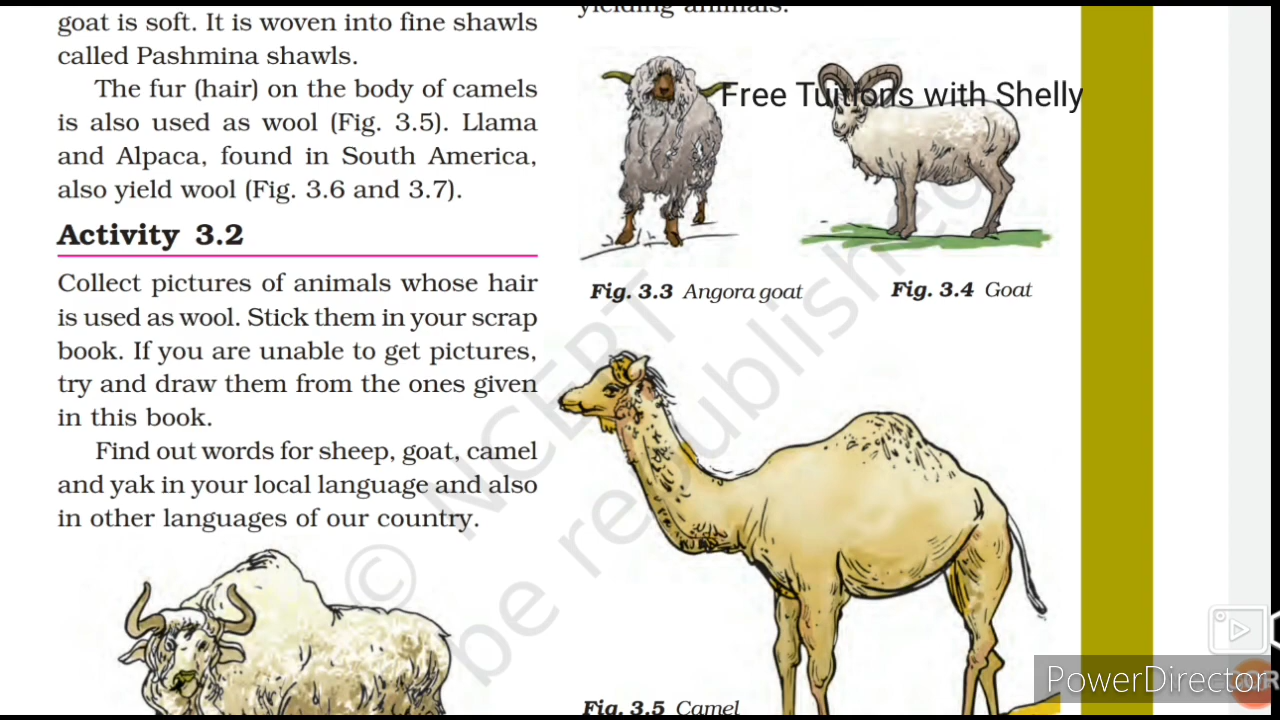 goat is soft. It is woven into fine shawls
called Pashmina shawls.
The fur (hair) on the body of camels
is also used as wool (Fig. 3.5). Llama
and Alpaca, found in South America,
also yield wool (Fig. 3.6 and 3.7).
Activity 3.2
Collect pictures of animals whose hair
is used as wool. Stick them in your scrap
book. If you are unable to get pictures,
try and draw them from the ones given
in this book.
Find out words for sheep, goat, camel
and yak in your local language and also
in other languages of our country.
yielding animals.
Free Tuitions with Shelly
Fig. 3.3 Angora goat
Fig. 3.4 Goat
© NCERT
be republished
Fig. 3.5 Camel
PowerDirector